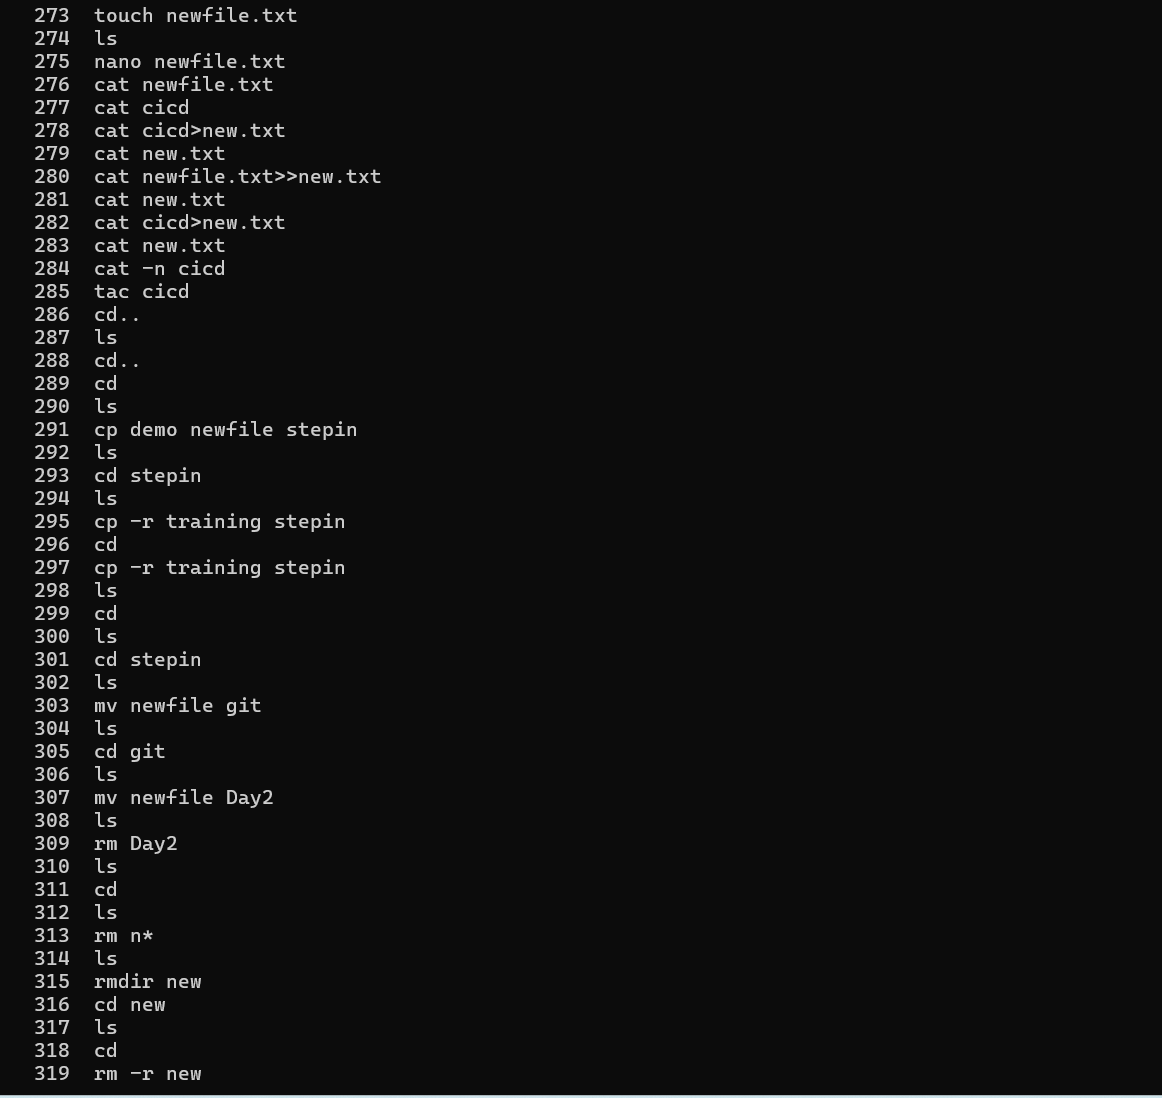 273  touch newfile.txt
274  ls
275  nano newfile.txt
276  cat newfile.txt
277  cat cicd
278  cat cicd>new.txt
279  cat new.txt
280  cat newfile.txt>>new.txt
281  cat new.txt
282  cat cicd>new.txt
283  cat new.txt
284  cat -n cicd
285  tac cicd
286  cd..
287  ls
288  cd..
289  cd
290  ls
291  cp demo newfile stepin
292  ls
293  cd stepin
294  ls
295  cp -r training stepin
296  cd
297  cp -r training stepin
298  ls
299  cd
300  ls
301  cd stepin
302  ls
303  mv newfile git
304  ls
305  cd git
306  ls
307  mv newfile Day2
308  ls
309  rm Day2
310  ls
311  cd
312  ls
313  rm n*
314  ls
315  rmdir new
316  cd new
317  ls
318  cd
319  rm -r new